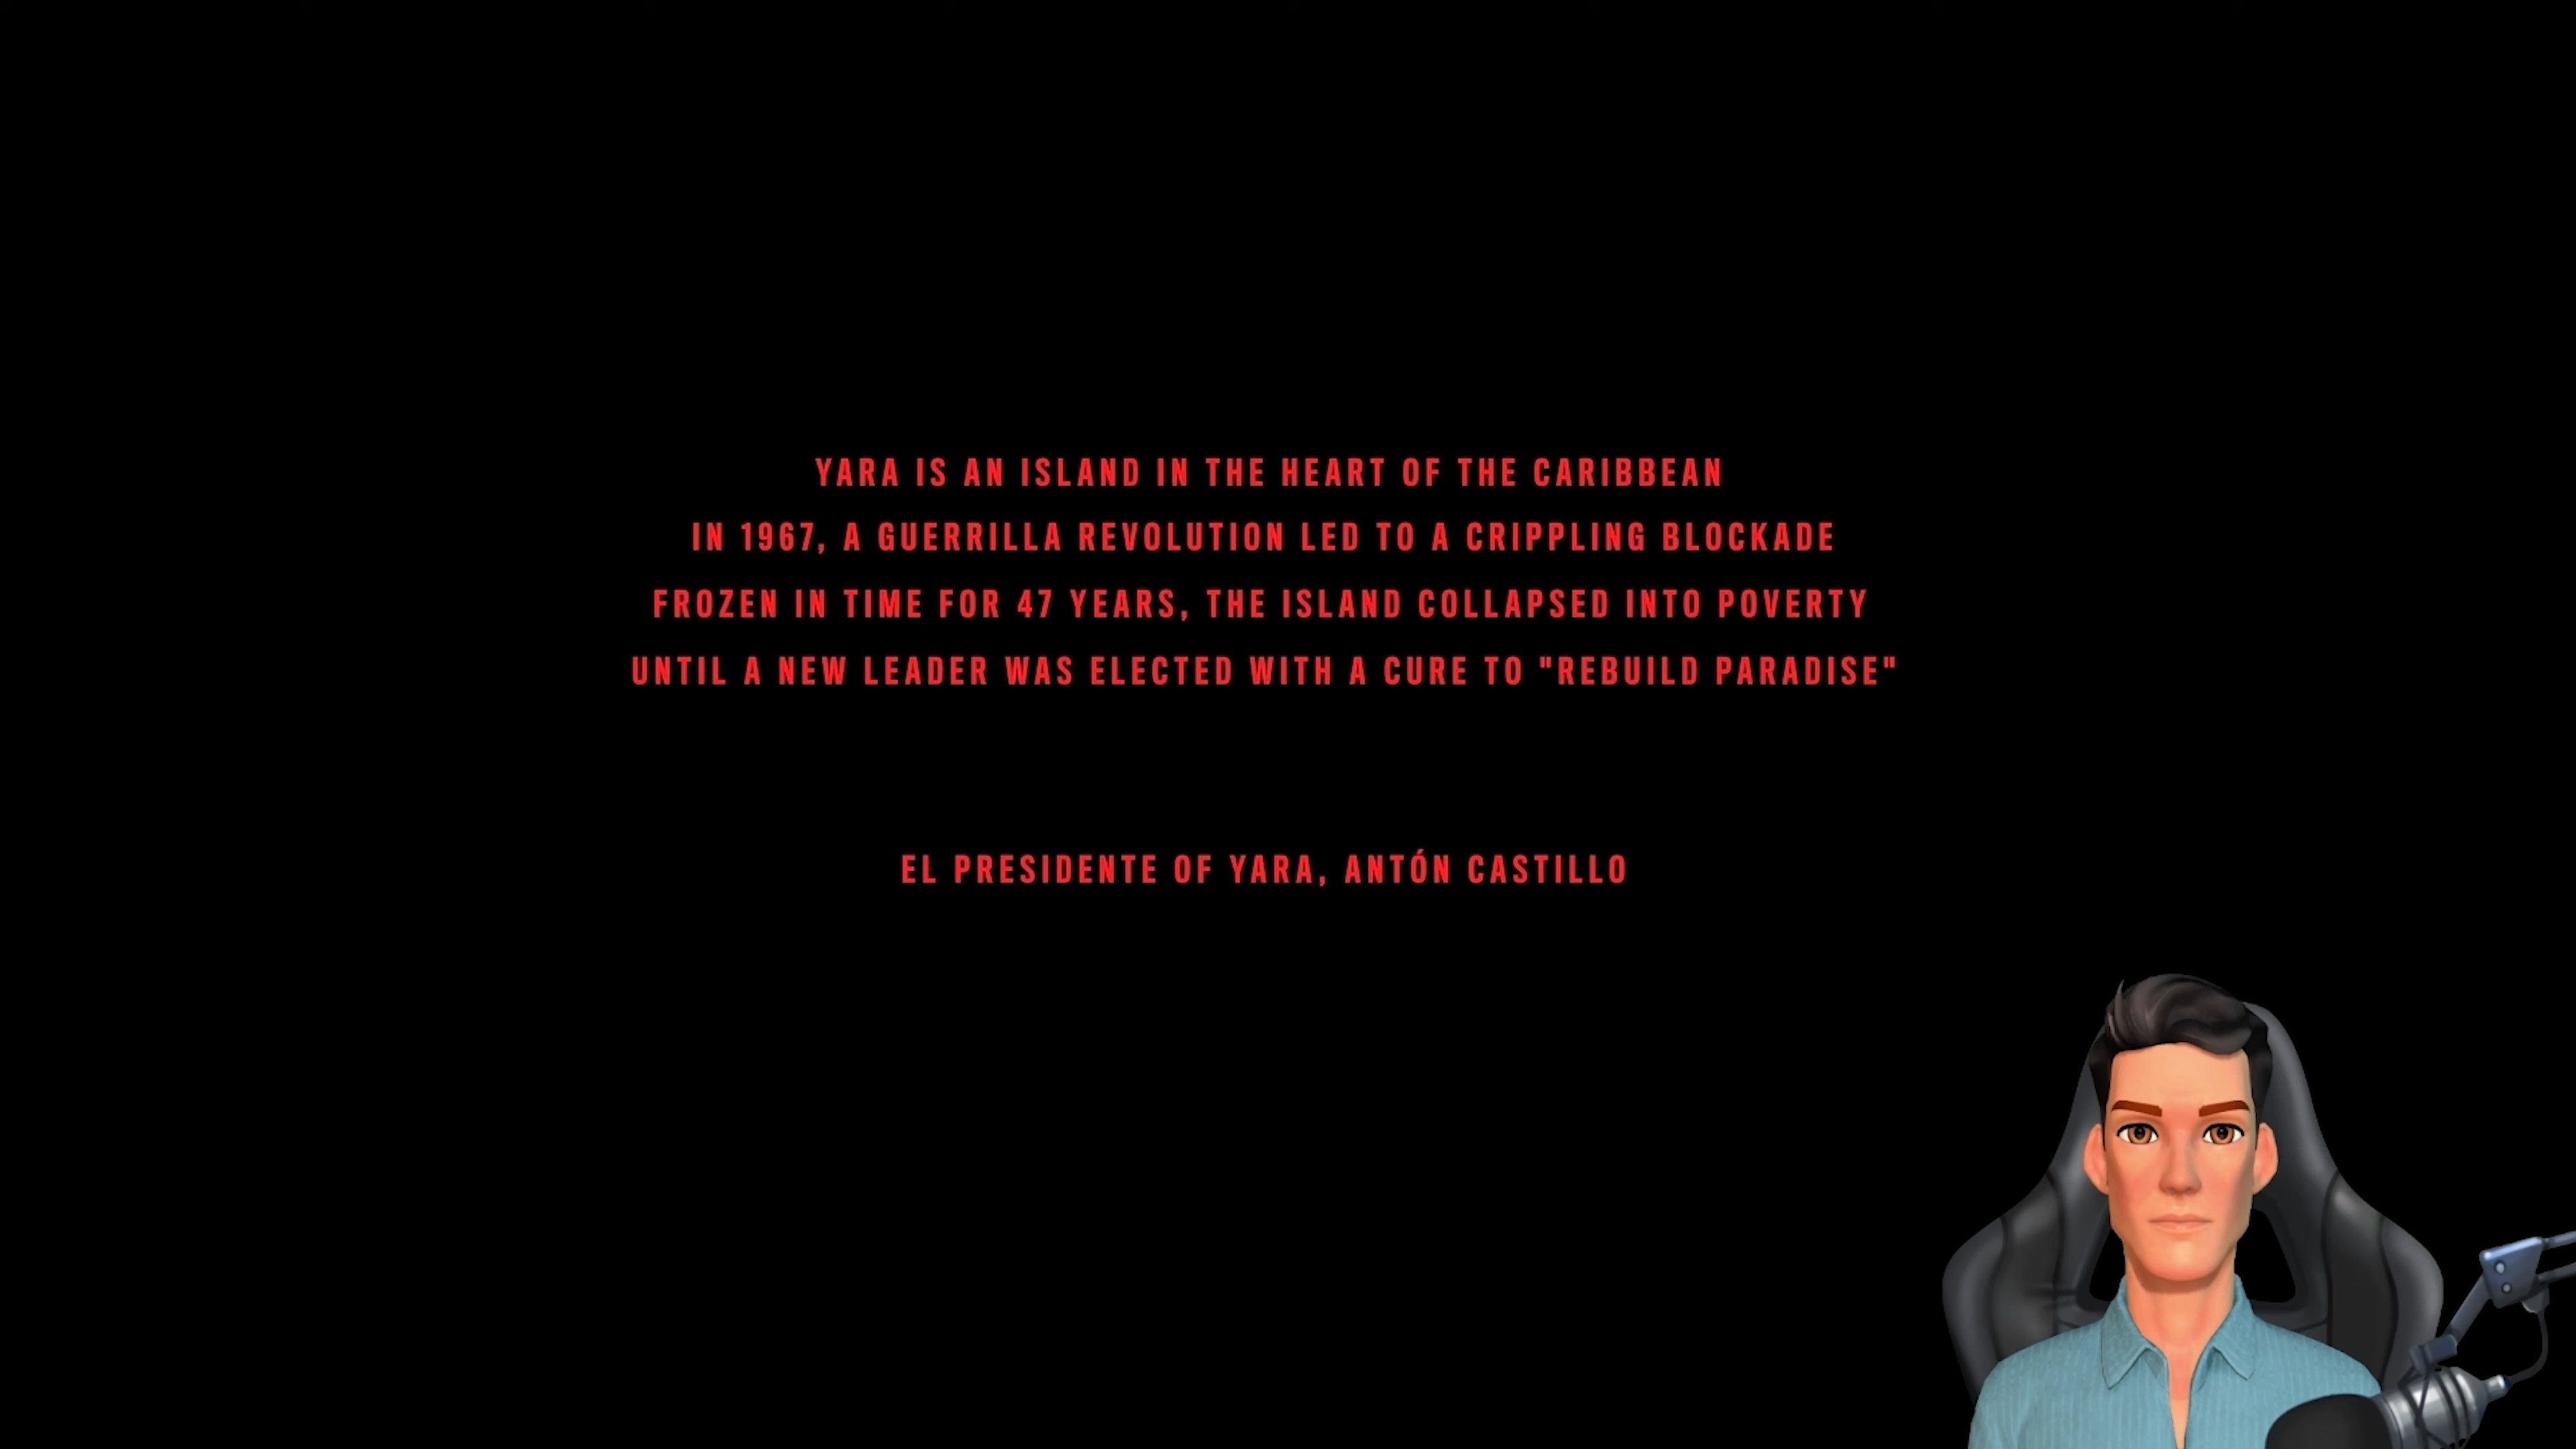 YARA IS AN ISLAND IN THE HEART OF THE CARIBBEAN
IN 1967, A GUERRILLA REVOLUTION LED TO A CRIPPLING BLOCKADE
FROZEN IN TIME FOR 47 YEARS, THE ISLAND COLLAPSED INTO POVERTY
UNTIL A NEW LEADER WAS ELECTED WITH A CURE TO "REBUILD PARADISE"
EL PRESIDENTE OF YARA, ANTÓN CASTILLO